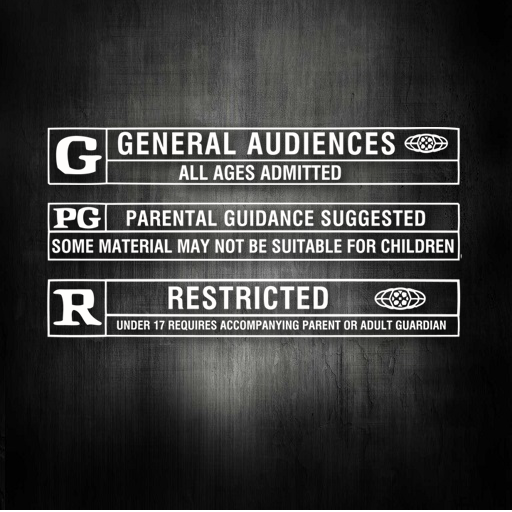 G GENERAL AUDIENCES
ALL AGES ADMITTED
PG PARENTAL GUIDANCE SUGGESTED
SOME MATERIAL MAY NOT BE SUITABLE FOR CHILDREN
R RESTRICTED
UNDER 17 REQUIRES ACCOMPANYING PARENT OR ADULT GUARDIAN